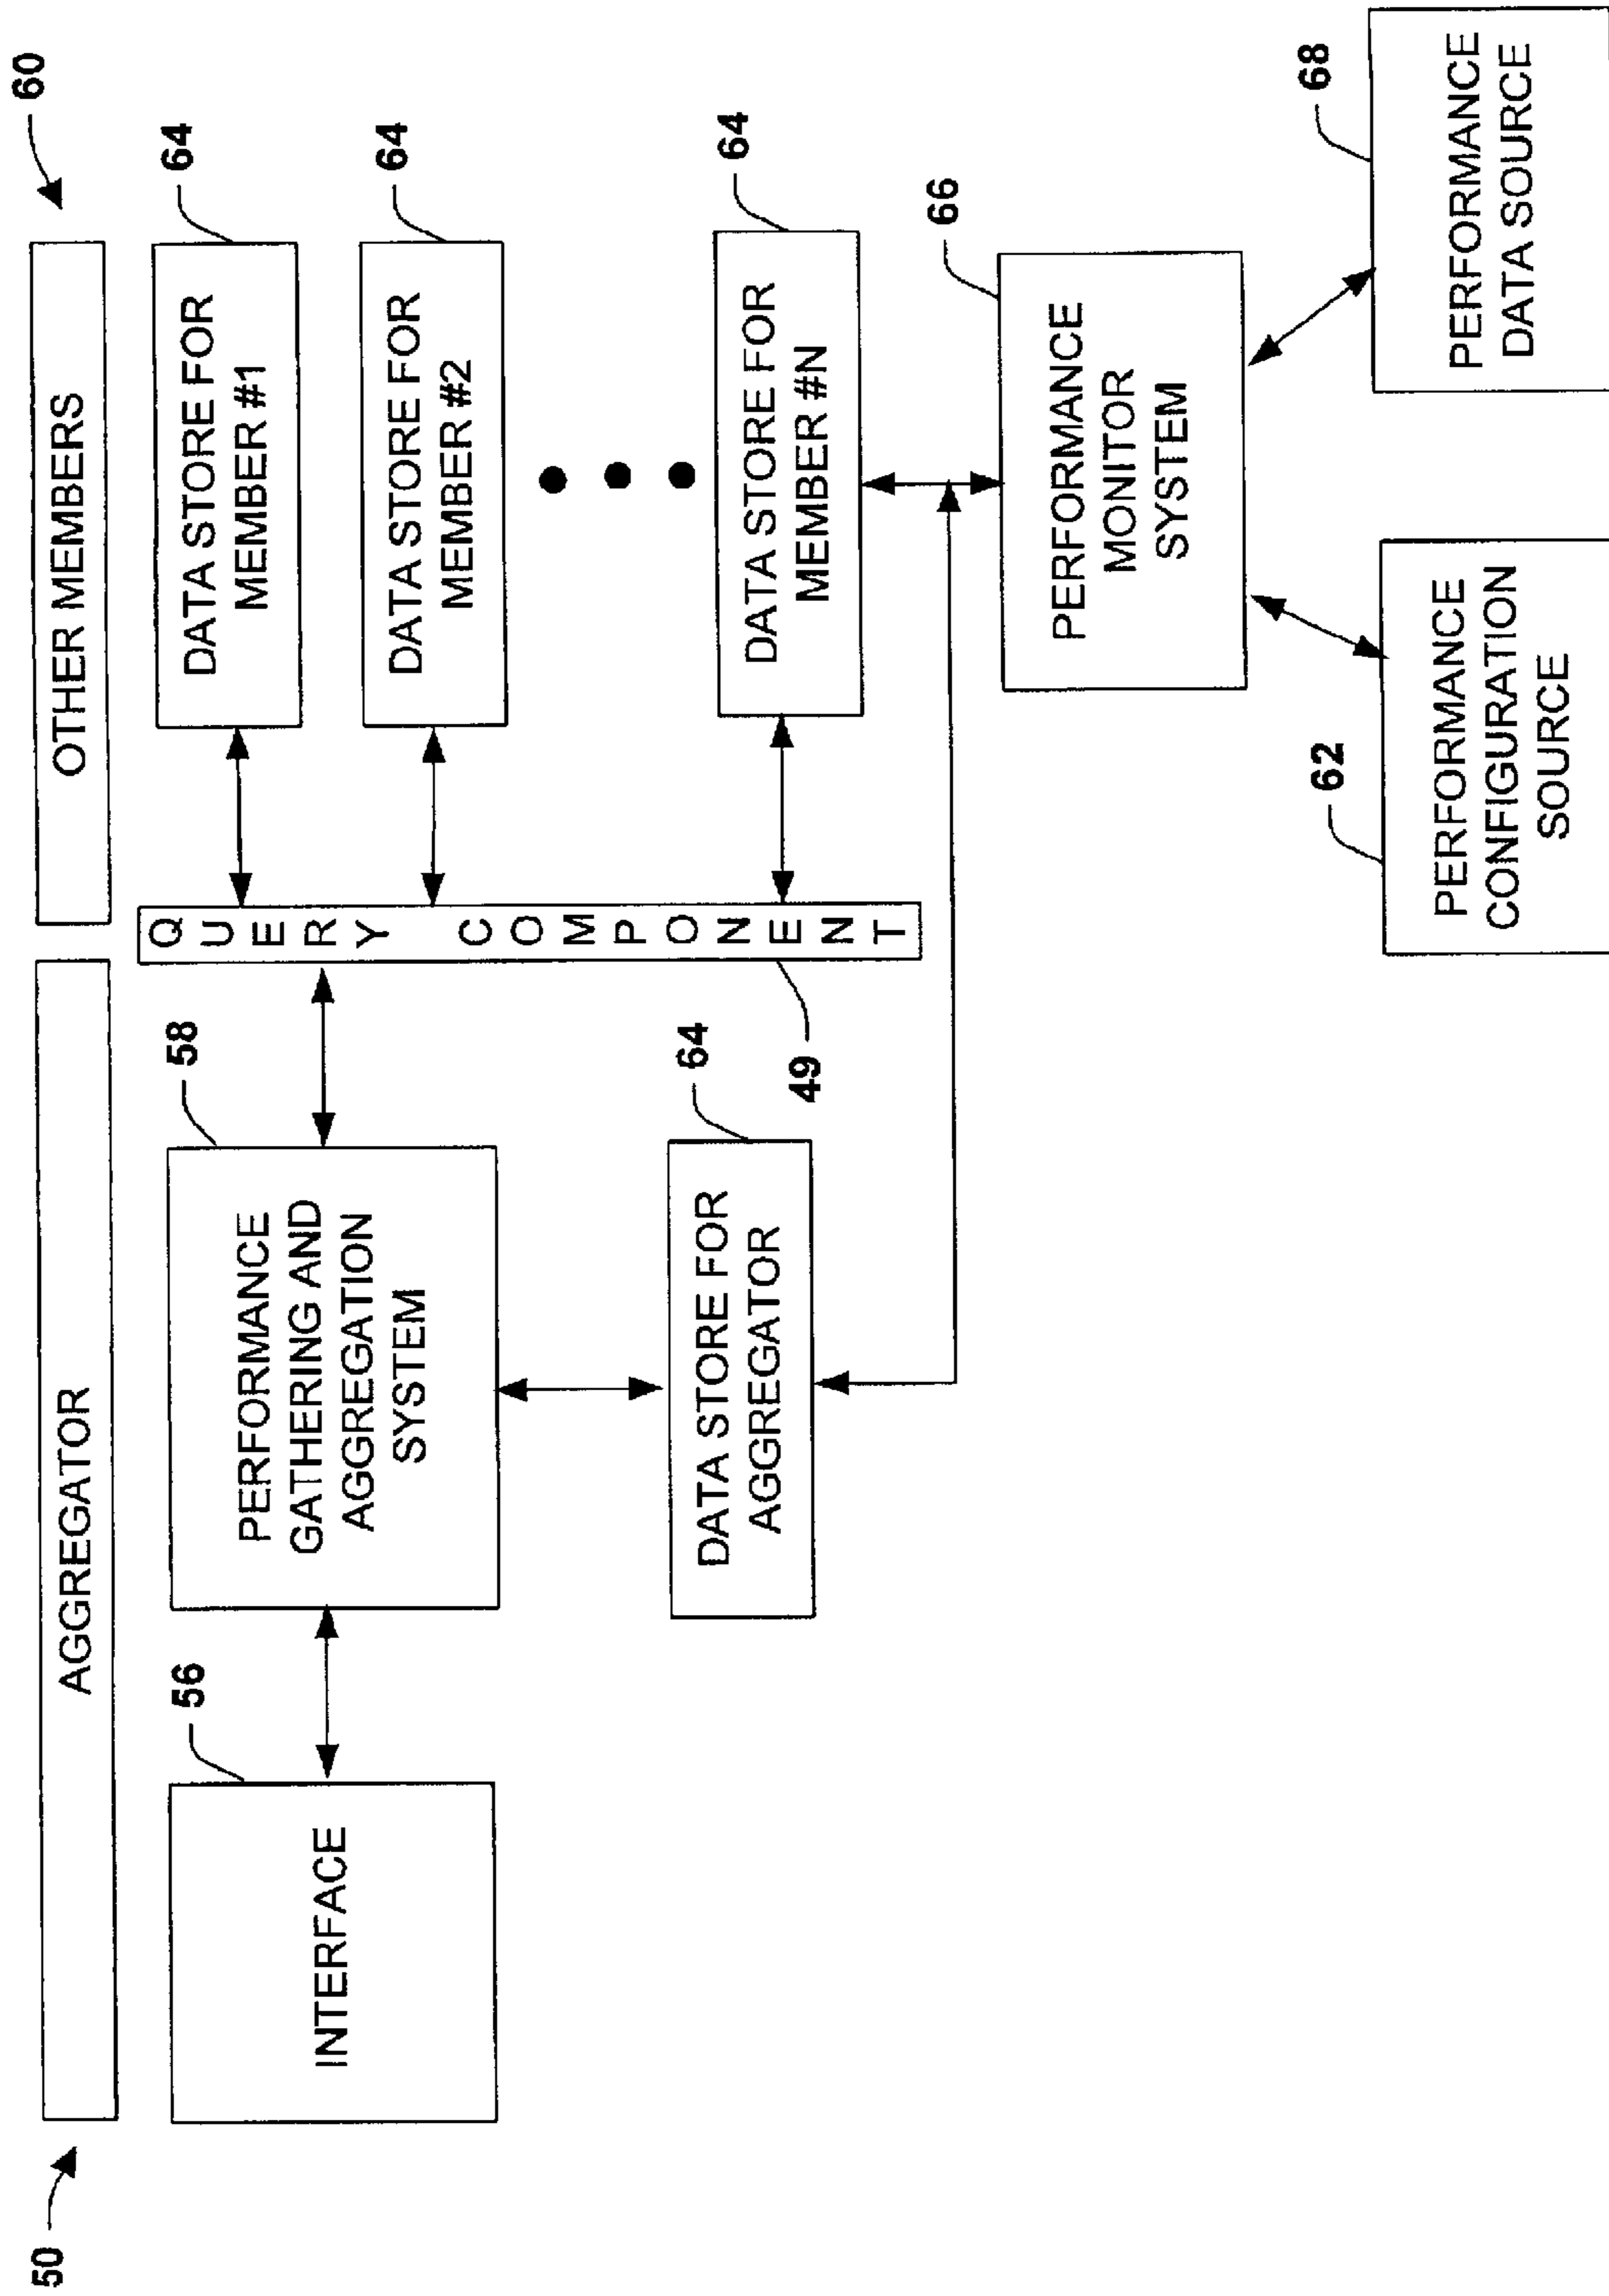 50
AGGREGATOR
OTHER MEMBERS
60
56
INTERFACE
58
PERFORMANCE
GATHERING AND
AGGREGATION
SYSTEM
QUERY COMPONENT
49
64
DATA STORE FOR
MEMBER #1
64
DATA STORE FOR
MEMBER #2
64
DATA STORE FOR
MEMBER #N
64
DATA STORE FOR
AGGREGATOR
66
PERFORMANCE
MONITOR
SYSTEM
62
PERFORMANCE
CONFIGURATION
SOURCE
68
PERFORMANCE
DATA SOURCE